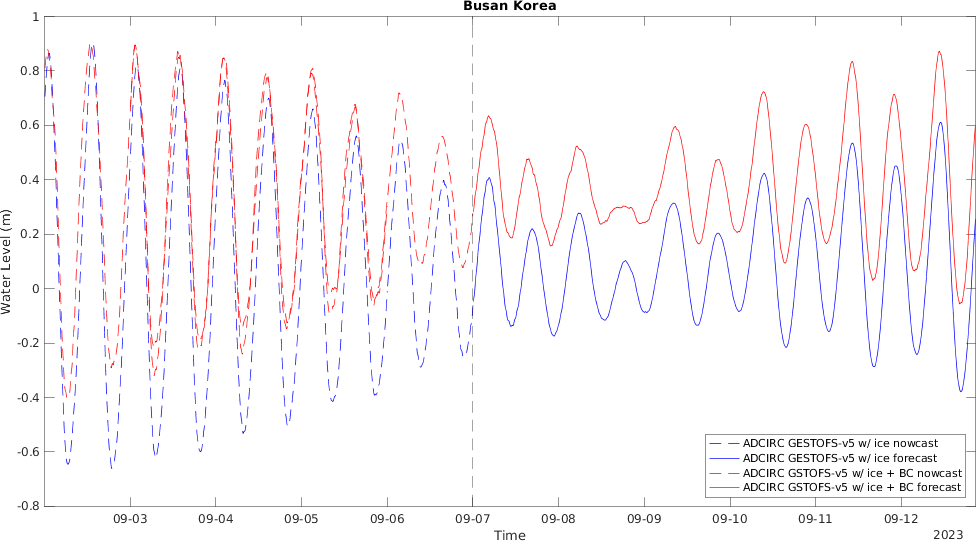 Busan Korea
1
0.8
0.6
0.4
0.2
0
-0.2
-0.4
-0.6
-0.8
Water Level (m)
ADCIRC GESTOFS-v5 w/ ice nowcast
ADCIRC GESTOFS-v5 w/ ice forecast
ADCIRC GSTOFS-v5 w/ ice + BC nowcast
ADCIRC GSTOFS-v5 w/ ice + BC forecast
09-03 09-04 09-05 09-06 09-07 09-08 09-09 09-10 09-11 09-12
Time
2023